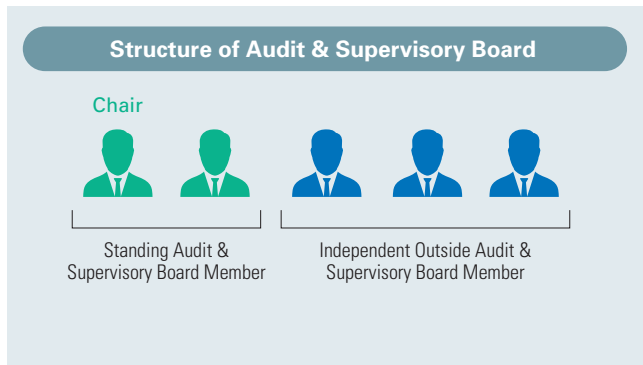 Structure of Audit & Supervisory Board
Chair
Standing Audit &
Supervisory Board Member
Independent Outside Audit &
Supervisory Board Member